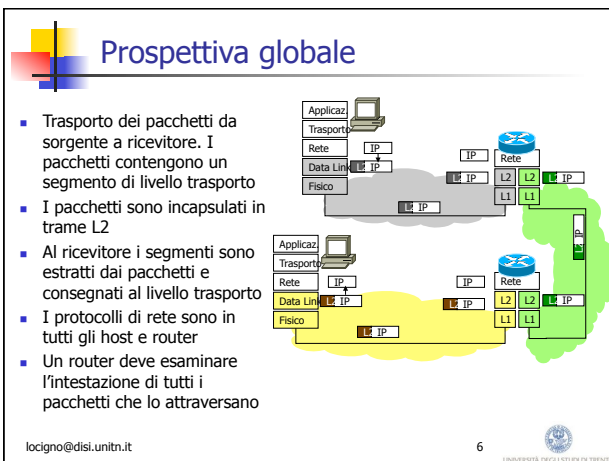 Prospettiva globale
Trasporto dei pacchetti da
sorgente a ricevitore. I
pacchetti contengono un
segmento di livello trasporto
I pacchetti sono incapsulati in
trame L2
Al ricevitore i segmenti sono
estratti dai pacchetti e
consegnati al livello trasporto
I protocolli di rete sono in
tutti gli host e router
Un router deve esaminare
l'intestazione di tutti i
pacchetti che lo attraversano
Applicaz.
Trasporto
Rete
IP
Data Link
L2 IP
Fisico
IP
Rete
L2 IP
L2
L2
L2 IP
L1
L1
L2 IP
L2 IP
Applicaz.
Trasporto
Rete
IP
Data Link
L2 IP
Fisico
L2 IP
IP
Rete
L2 IP
L2
L2
L2 IP
L1
L1
locigno@disi.unitn.it
6